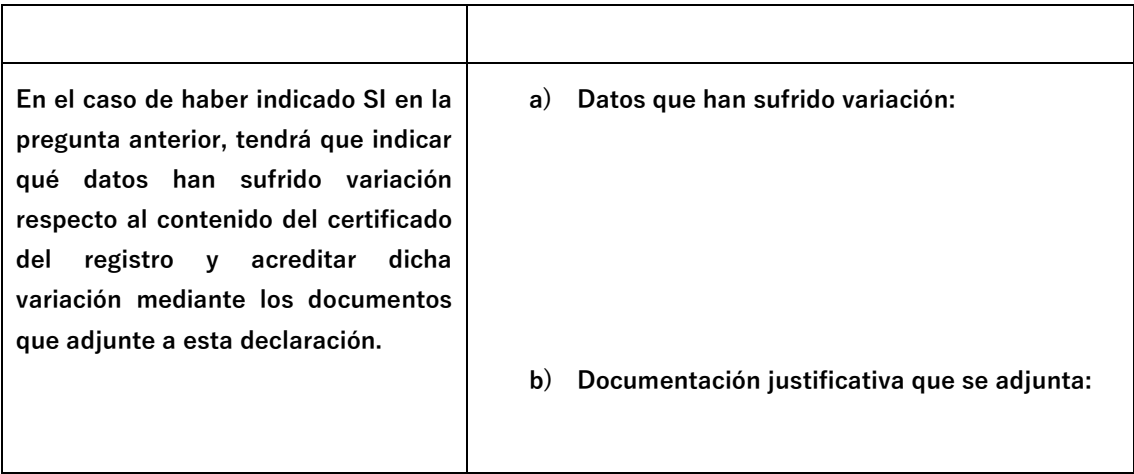 En el caso de haber indicado SI en la
pregunta anterior, tendrá que indicar
qué datos han sufrido variación
respecto al contenido del certificado
del registro y acreditar dicha
variación mediante los documentos
que adjunte a esta declaración.
a) Datos que han sufrido variación:
b) Documentación justificativa que se adjunta: